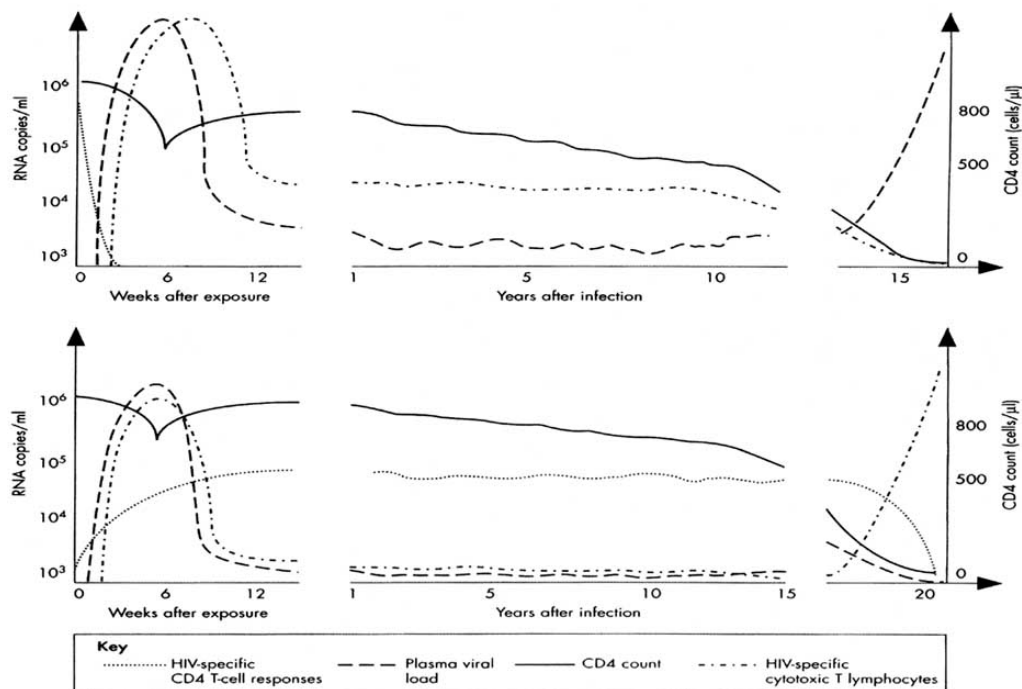 RNA copies/ml
10⁶
10⁵
10⁴
10³
0 6 12
Weeks after exposure
1 5 10
Years after infection
15
800
500
0
CD4 count (cells/µl)
RNA copies/ml
10⁶
10⁵
10⁴
10³
0 6 12
Weeks after exposure
1 5 10 15
Years after infection
20
800
500
0
CD4 count (cells/µl)
Key
HIV-specific Plasma viral CD4 count HIV-specific
CD4 T-cell responses load cytotoxic T lymphocytes